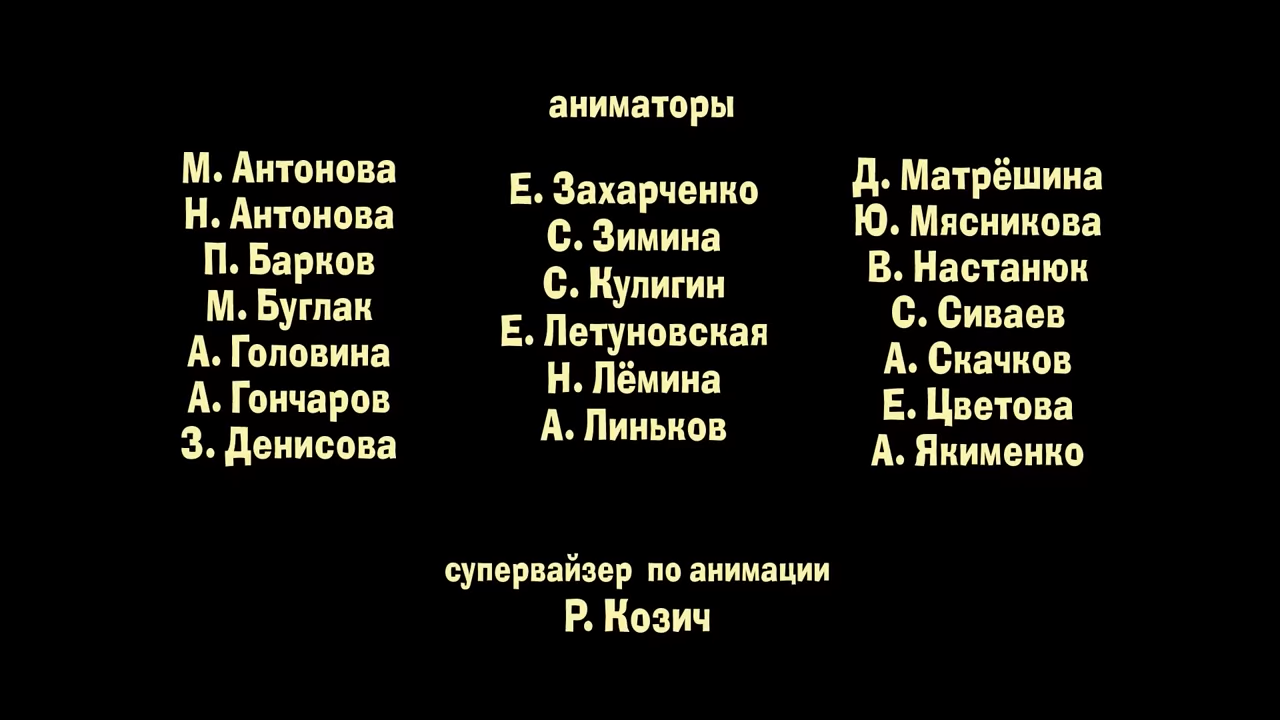 аниматоры
М. Антонова
Н. Антонова
П. Барков
М. Буглак
А. Головина
А. Гончаров
З. Денисова
Е. Захарченко
С. Зимина
С. Кулигин
Е. Летуновская
Н. Лёмина
А. Линьков
Д. Матрёшина
Ю. Мясникова
В. Настанюк
С. Сиваев
А. Скачков
Е. Цветова
А. Якименко
супервайзер по анимации
Р. Козич